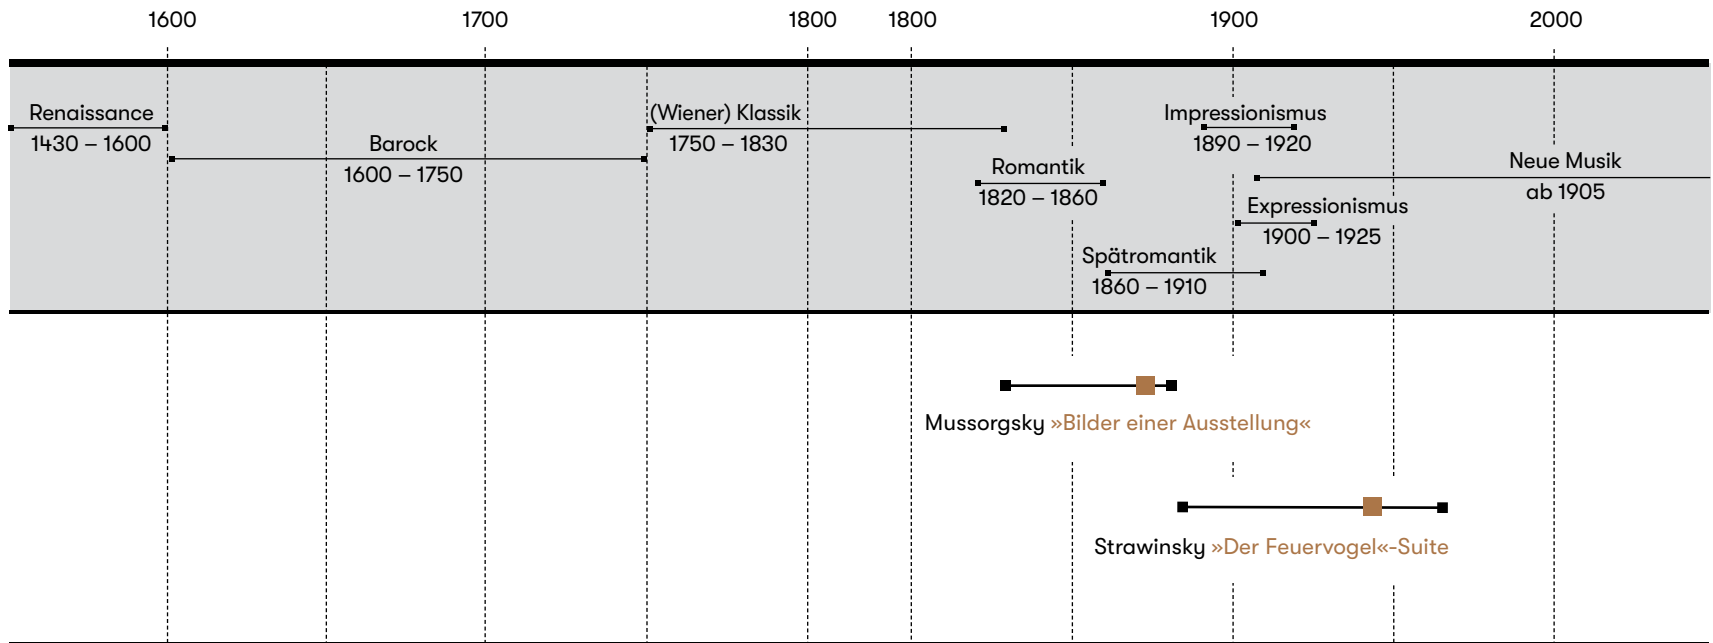 1600 1700 1800 1800 1900 2000
Renaissance
1430 – 1600
Barock
1600 – 1750
(Wiener) Klassik
1750 – 1830
Romantik
1820 – 1860
Spätromantik
1860 – 1910
Impressionismus
1890 – 1920
Expressionismus
1900 – 1925
Neue Musik
ab 1905
Mussorgsky »Bilder einer Ausstellung«
Strawinsky »Der Feuervogel«-Suite